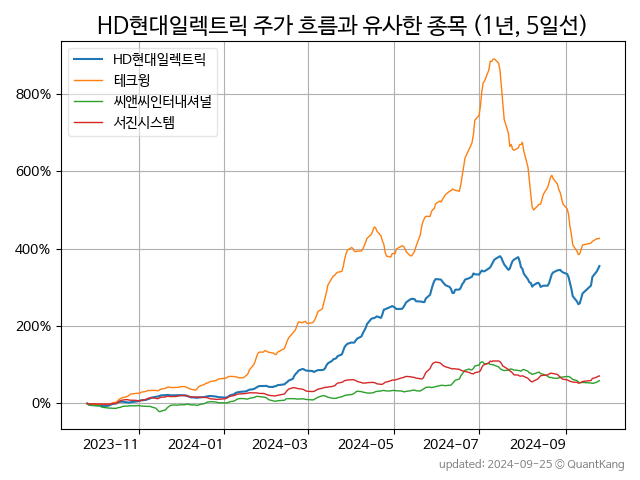 HD현대일렉트릭 주가 흐름과 유사한 종목 (1년, 5일선)
HD현대일렉트릭
테크윙
씨앤씨인터내셔널
서진시스템
800%
600%
400%
200%
0%
2023-11 2024-01 2024-03 2024-05 2024-07 2024-09
updated: 2024-09-25 © QuantKang